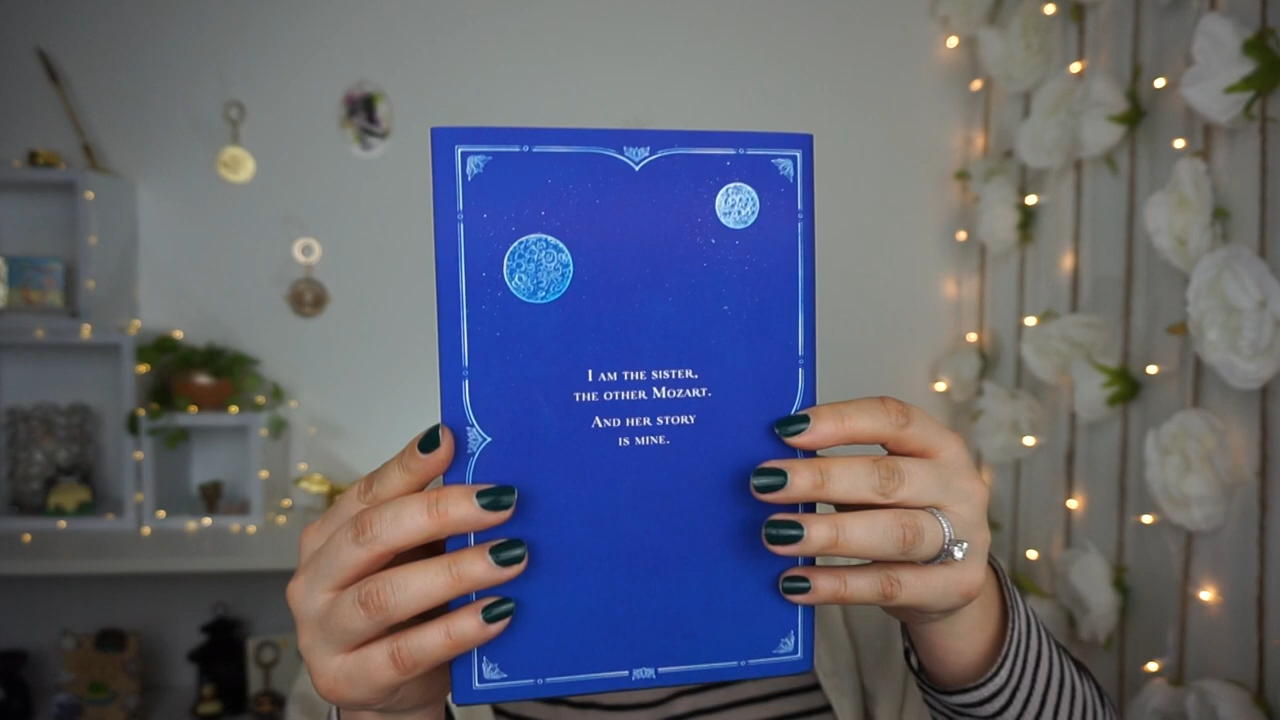 I am the sister,
the other Mozart.
And her story
is mine.